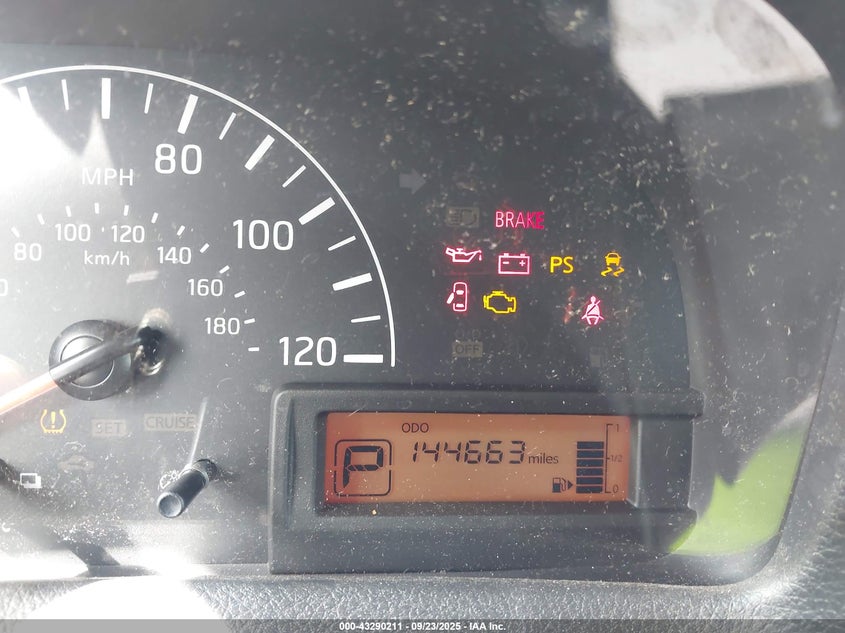 80
MPH
100
120
80 100 120 140 160 180
km/h
BRAKE
PS
OFF
SET
CRUISE
ODO
P
144663 miles
1
1/2
0
000-43290211 - 09/23/2025 - IAA Inc.